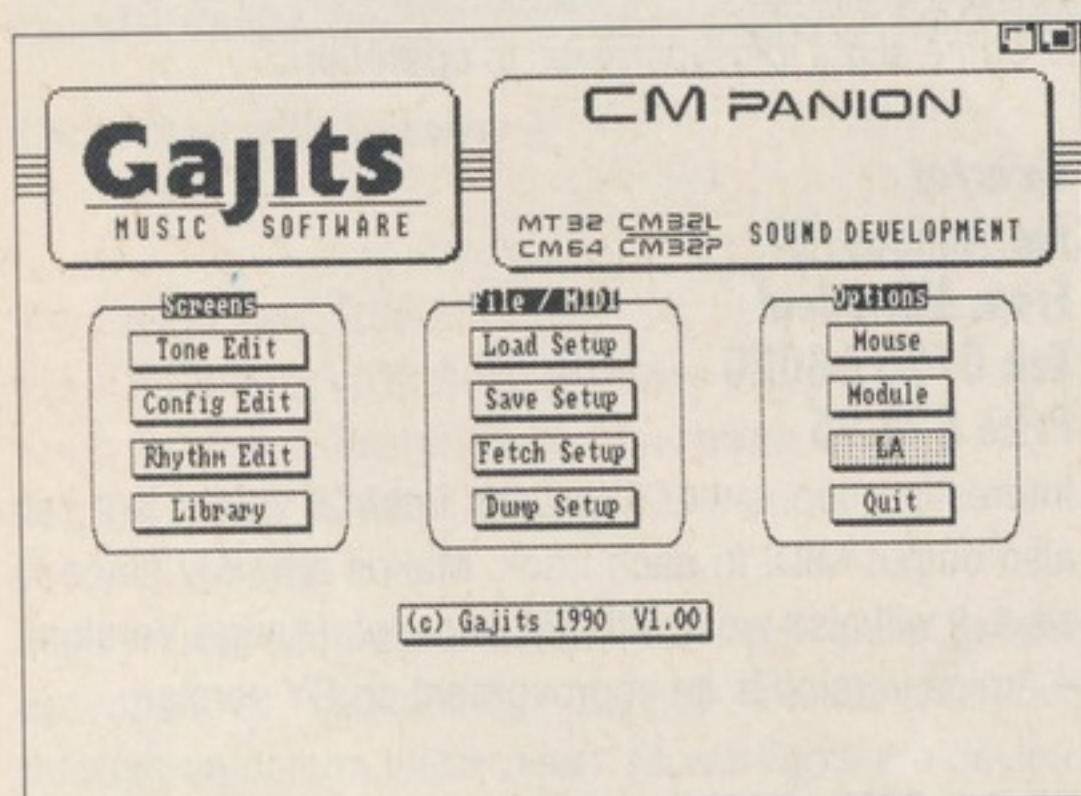 Gajits
MUSIC SOFTWARE
CM PANION
MT32 CM32L
CM64 CM32P
SOUND DEVELOPMENT
Screens
Tone Edit
Config Edit
Rhythm Edit
Library
File / MIDI
Load Setup
Save Setup
Fetch Setup
Dump Setup
Options
Mouse
Module
LA
Quit
(c) Gajits 1990 V1.00